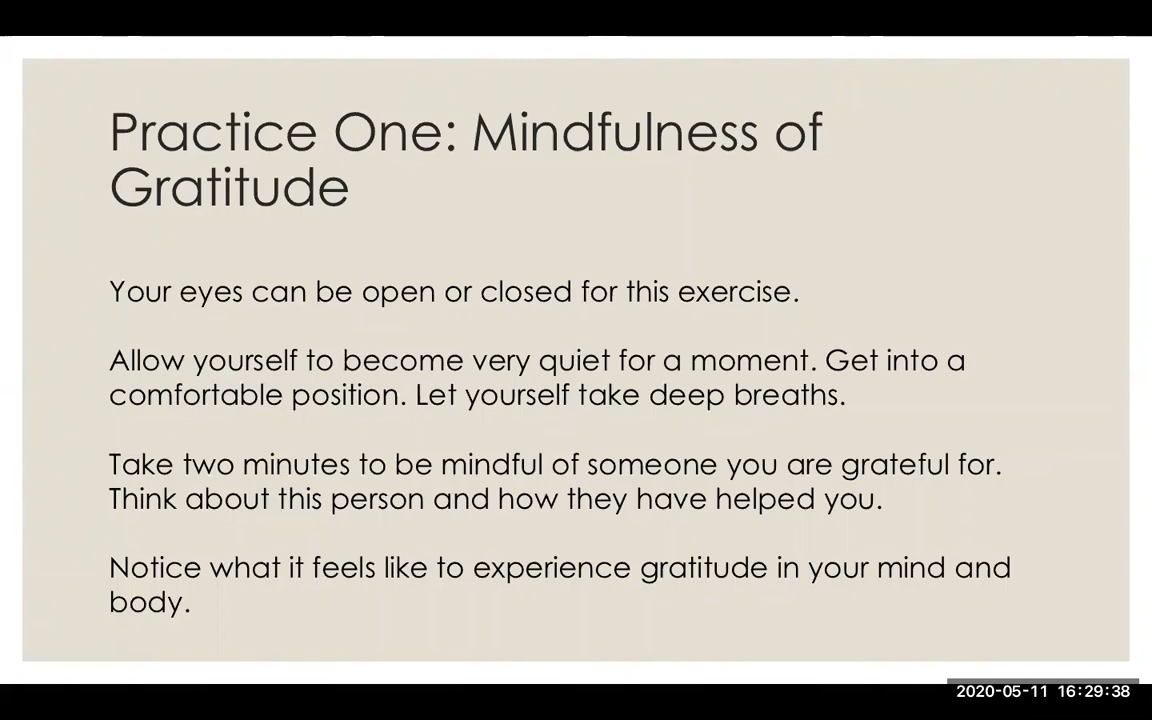 Practice One: Mindfulness of
Gratitude
Your eyes can be open or closed for this exercise.
Allow yourself to become very quiet for a moment. Get into a
comfortable position. Let yourself take deep breaths.
Take two minutes to be mindful of someone you are grateful for.
Think about this person and how they have helped you.
Notice what it feels like to experience gratitude in your mind and
body.
2020-05-11 16:29:38